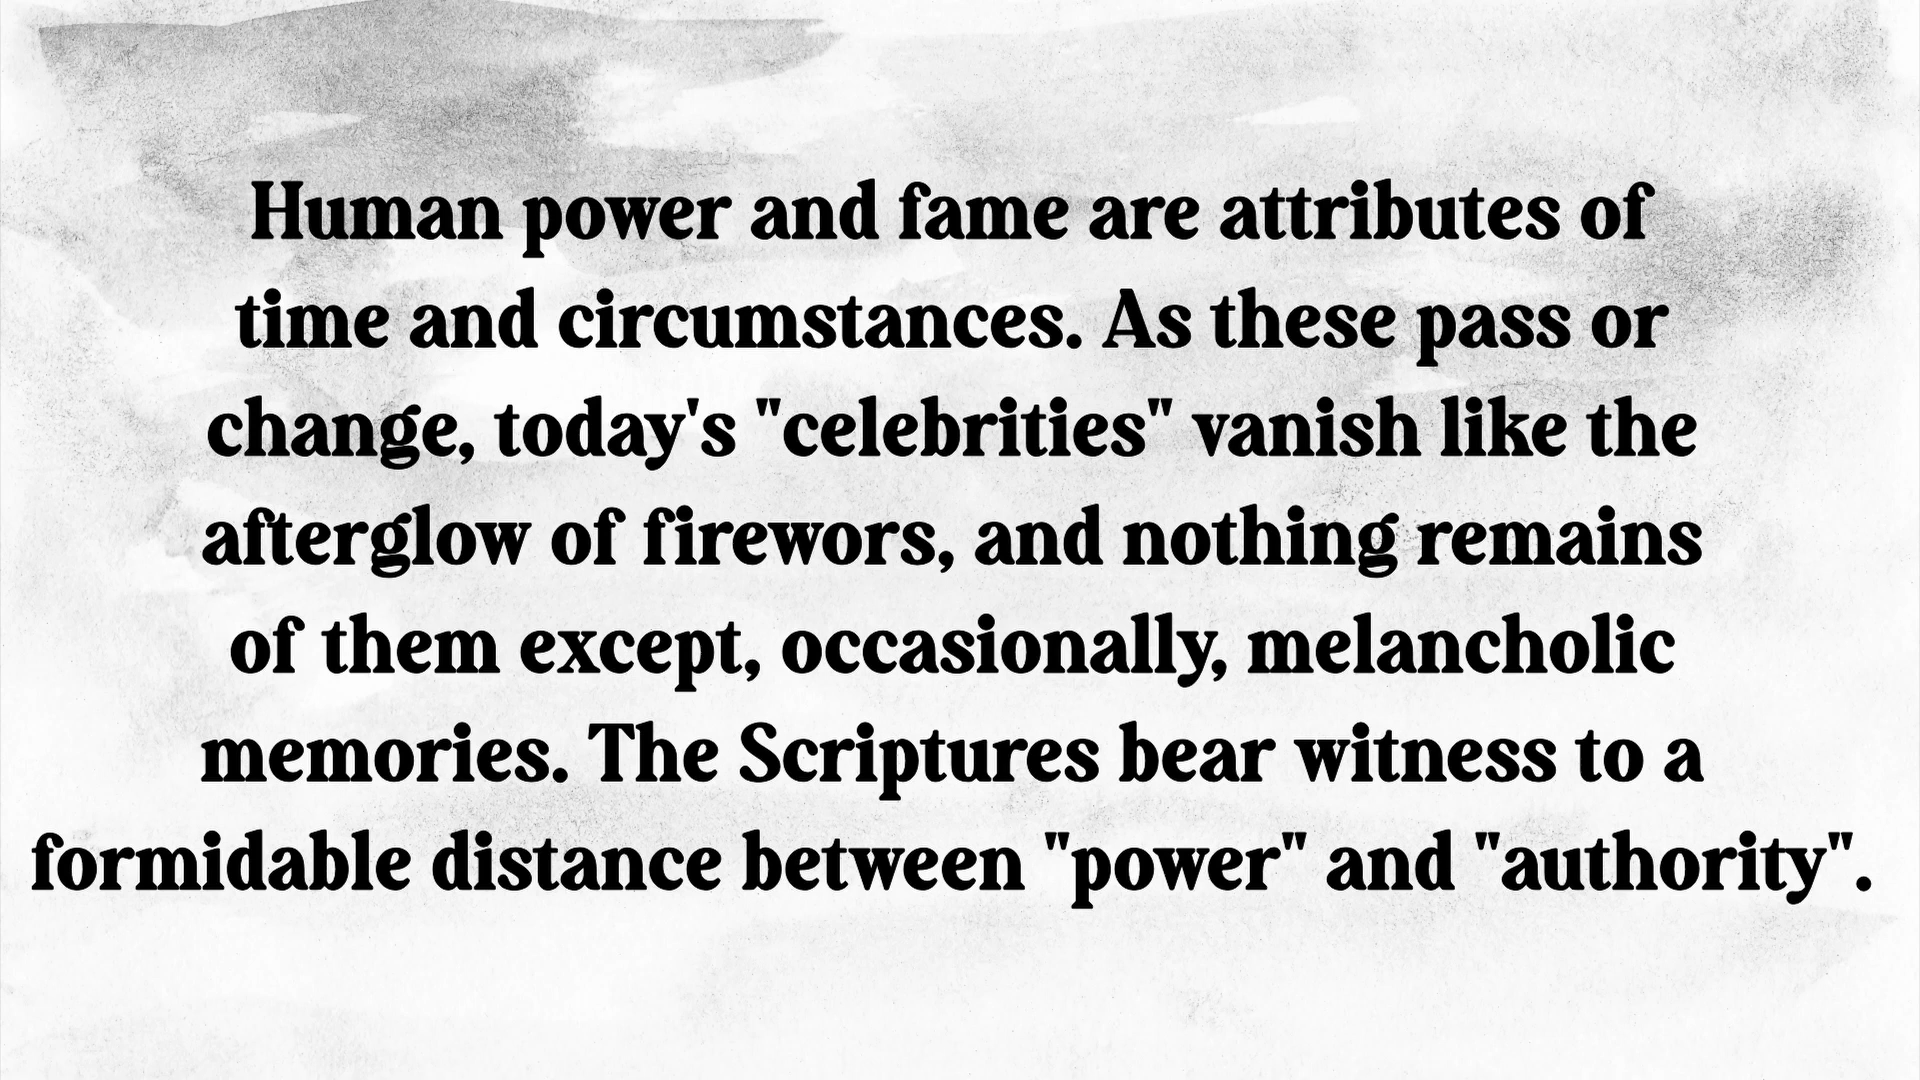 Human power and fame are attributes of
time and circumstances. As these pass or
change, today's "celebrities" vanish like the
afterglow of firewors, and nothing remains
of them except, occasionally, melancholic
memories. The Scriptures bear witness to a
formidable distance between "power" and "authority".